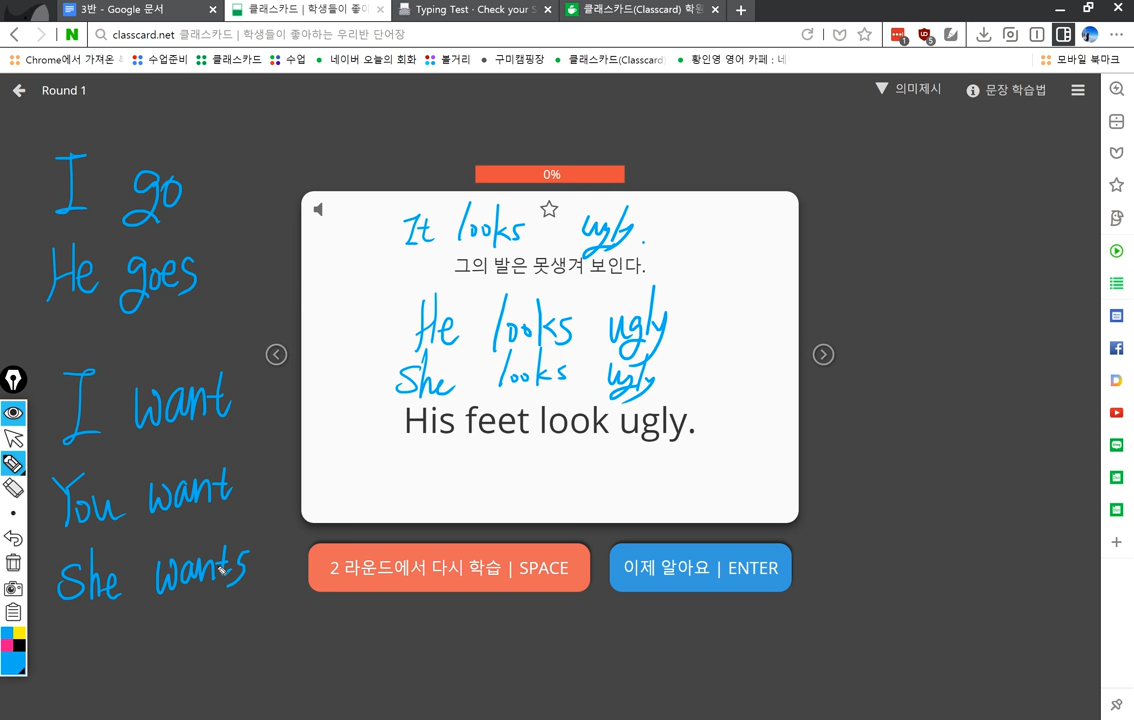 3반 - Google 문서
클래스카드 | 학생들이 좋아
Typing Test · Check your S
클래스카드(Classcard) 학원
classcard.net 클래스카드 | 학생들이 좋아하는 우리반 단어장
Chrome에서 가져온
수업준비
클래스카드
수업
네이버 오늘의 회화
볼거리
구미캠핑장
클래스카드(Classcard
황인영 영어 카페 : 네
모바일 북마크
Round 1
의미제시
문장 학습법
0%
I go
He goes
I want
You want
She wants
It looks ugly.
그의 발은 못생겨 보인다.
He looks ugly
She looks ugly
His feet look ugly.
2 라운드에서 다시 학습 | SPACE
이제 알아요 | ENTER